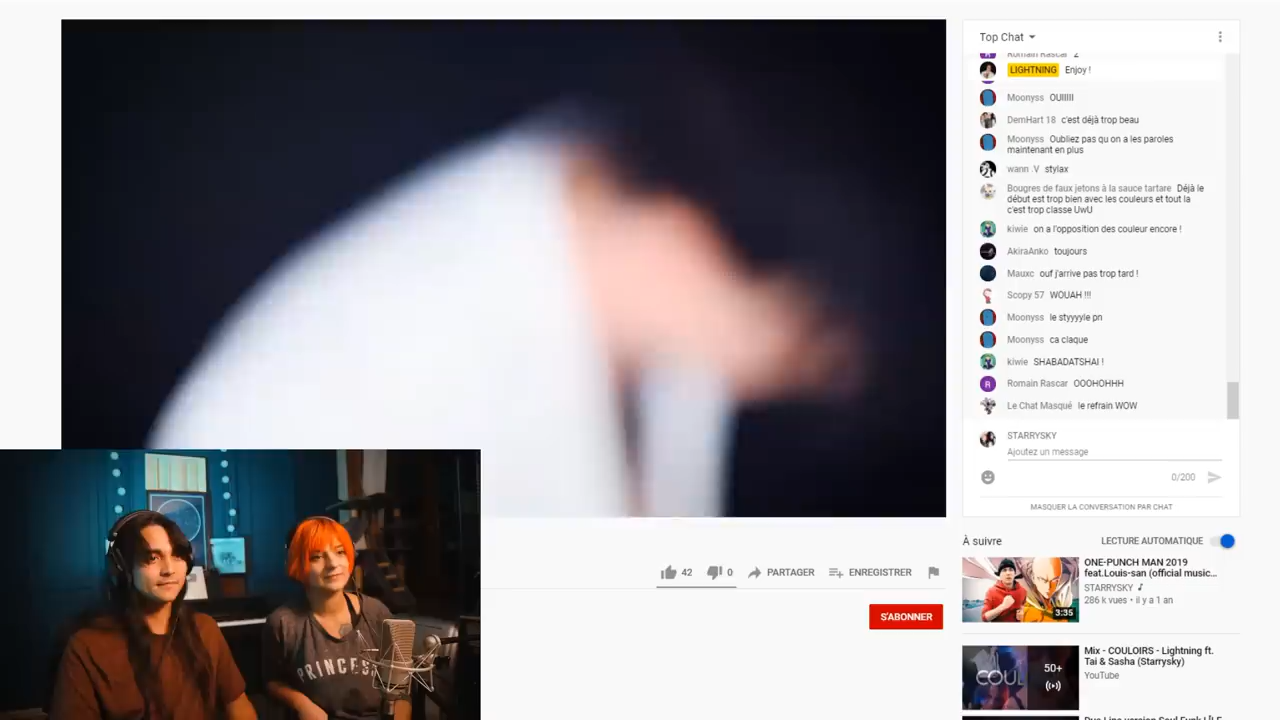 Top Chat
Romain Rascar 2
LIGHTNING Enjoy !
Moonyss OUIIIII
DemHart 18 c'est déjà trop beau
Moonyss Oubliez pas qu'on a les paroles
maintenant en plus
wann .V stylax
Bougres de faux jetons à la sauce tartare Déjà le
début est trop bien avec les couleurs et tout la
c'est trop classe UwU
kiwie on a l'opposition des couleur encore !
AkiraAnko toujours
Mauxc ouf j'arrive pas trop tard !
Scopy 57 WOUAH !!!
Moonyss le styyyyle pn
Moonyss ca claque
kiwie SHABADATSHAI !
R Romain Rascar OOOHOHHH
Le Chat Masqué le refrain WOW
STARRYSKY
Ajoutez un message
0/200
MASQUER LA CONVERSATION PAR CHAT
42 0 PARTAGER ENREGISTRER
S'ABONNER
À suivre LECTURE AUTOMATIQUE
ONE-PUNCH MAN 2019
feat.Louis-san (official music...
STARRYSKY
286 k vues • il y a 1 an
3:35
Mix - COULOIRS - Lightning ft.
Tai & Sasha (Starrysky)
YouTube
COUL
50+
PRINCES